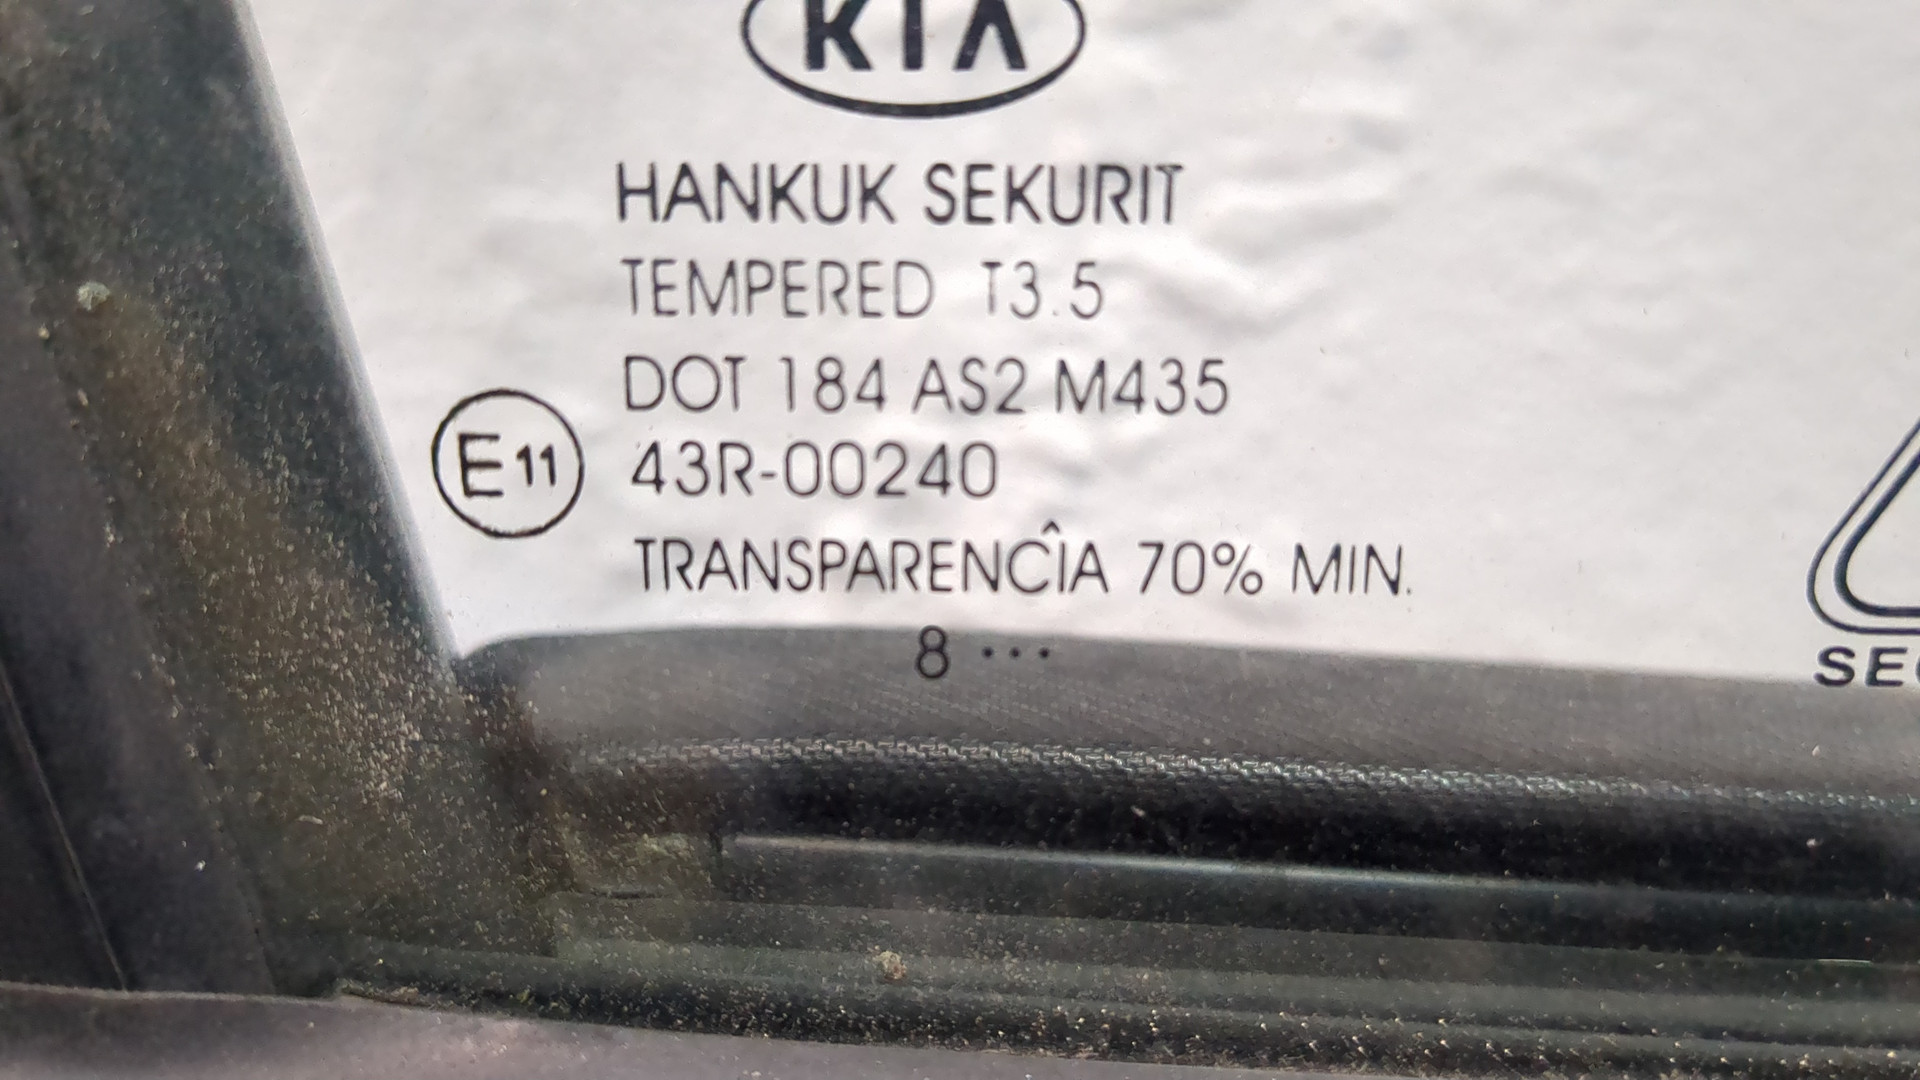 KIA
HANKUK SEKURIT
TEMPERED T3.5
DOT 184 AS2 M435
E11 43R-00240
TRANSPARENCÎA 70% MIN.
8 ···